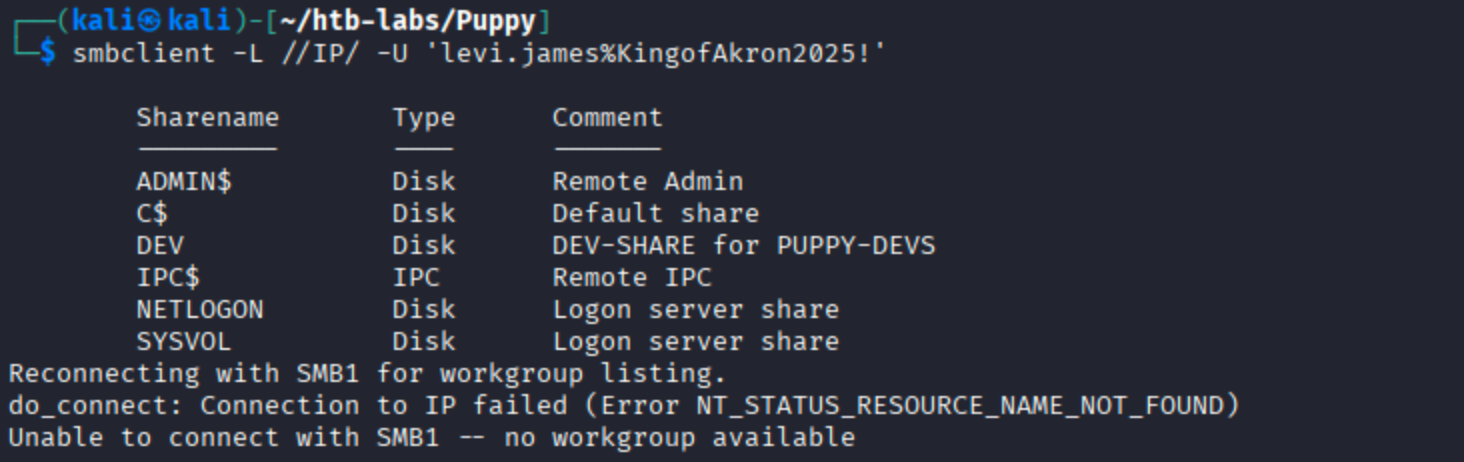 (kali㉿kali)-[~/htb-labs/Puppy]
$ smbclient -L //IP/ -U 'levi.james%KingofAkron2025!'
Sharename Type Comment
--------- ---- -------
ADMIN$ Disk Remote Admin
C$ Disk Default share
DEV Disk DEV-SHARE for PUPPY-DEVS
IPC$ IPC Remote IPC
NETLOGON Disk Logon server share
SYSVOL Disk Logon server share
Reconnecting with SMB1 for workgroup listing.
do_connect: Connection to IP failed (Error NT_STATUS_RESOURCE_NAME_NOT_FOUND)
Unable to connect with SMB1 -- no workgroup available